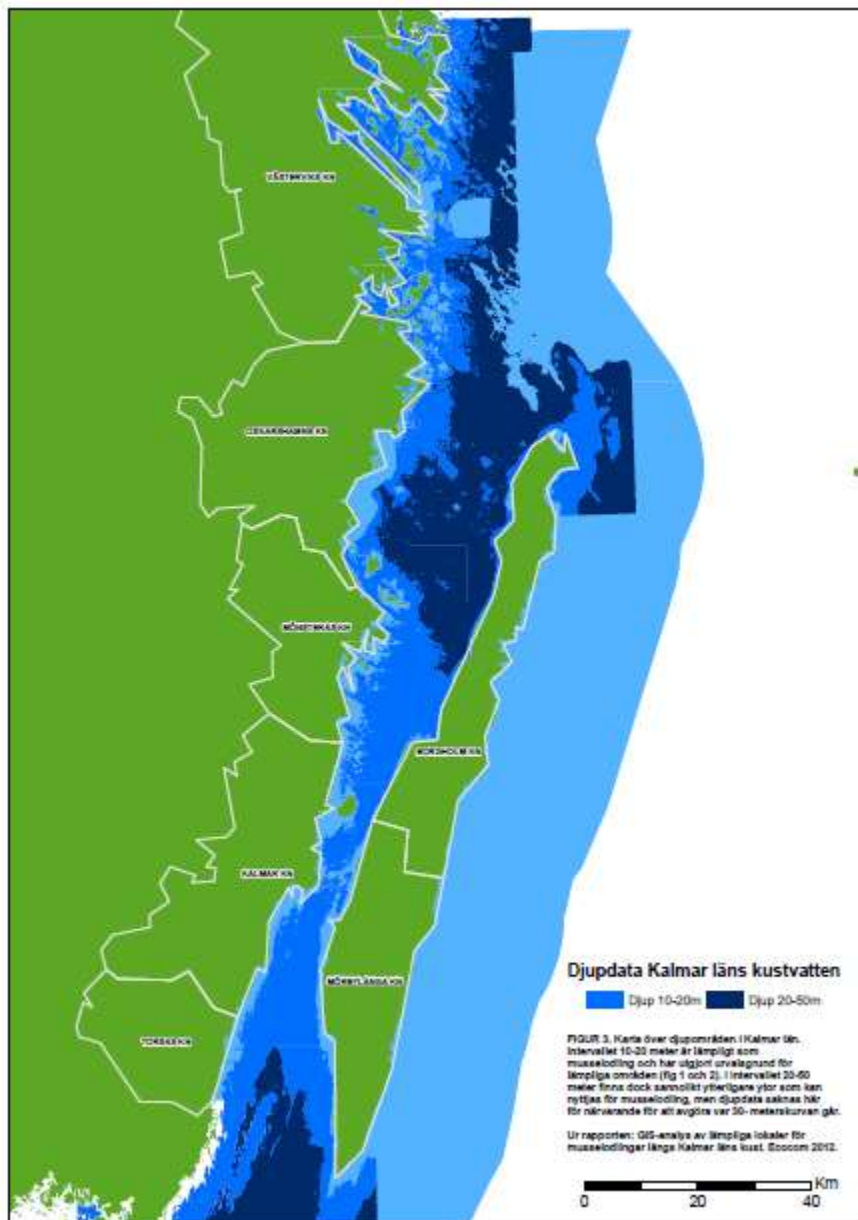 VÄSTERVIKS KN
OSKARSHAMNS KN
MÖNSTERÅS KN
BORGHOLM KN
KALMAR KN
MÖRBYLÅNGA KN
TORSÅS KN
Djupdata Kalmar läns kustvatten
Djup 10-20m
Djup 20-50m
FIGUR 3. Karta över djupområden i Kalmar län.
Intervallet 10-20 meter är lämpligt som
musselodling och har utgjort urvalsgrund för
lämpliga områden (fig 1 och 2). I intervallet 20-50
meter finns dock sannolikt ytterligare ytor som kan
nyttjas för musselodling, men djupdata saknas här
för närvarande för att avgöra var 30- meterskurvan går.
Ur rapporten: GIS-analys av lämpliga lokaler för
musselodlingar längs Kalmar läns kust. Ecocom 2012.
Km
0 20 40